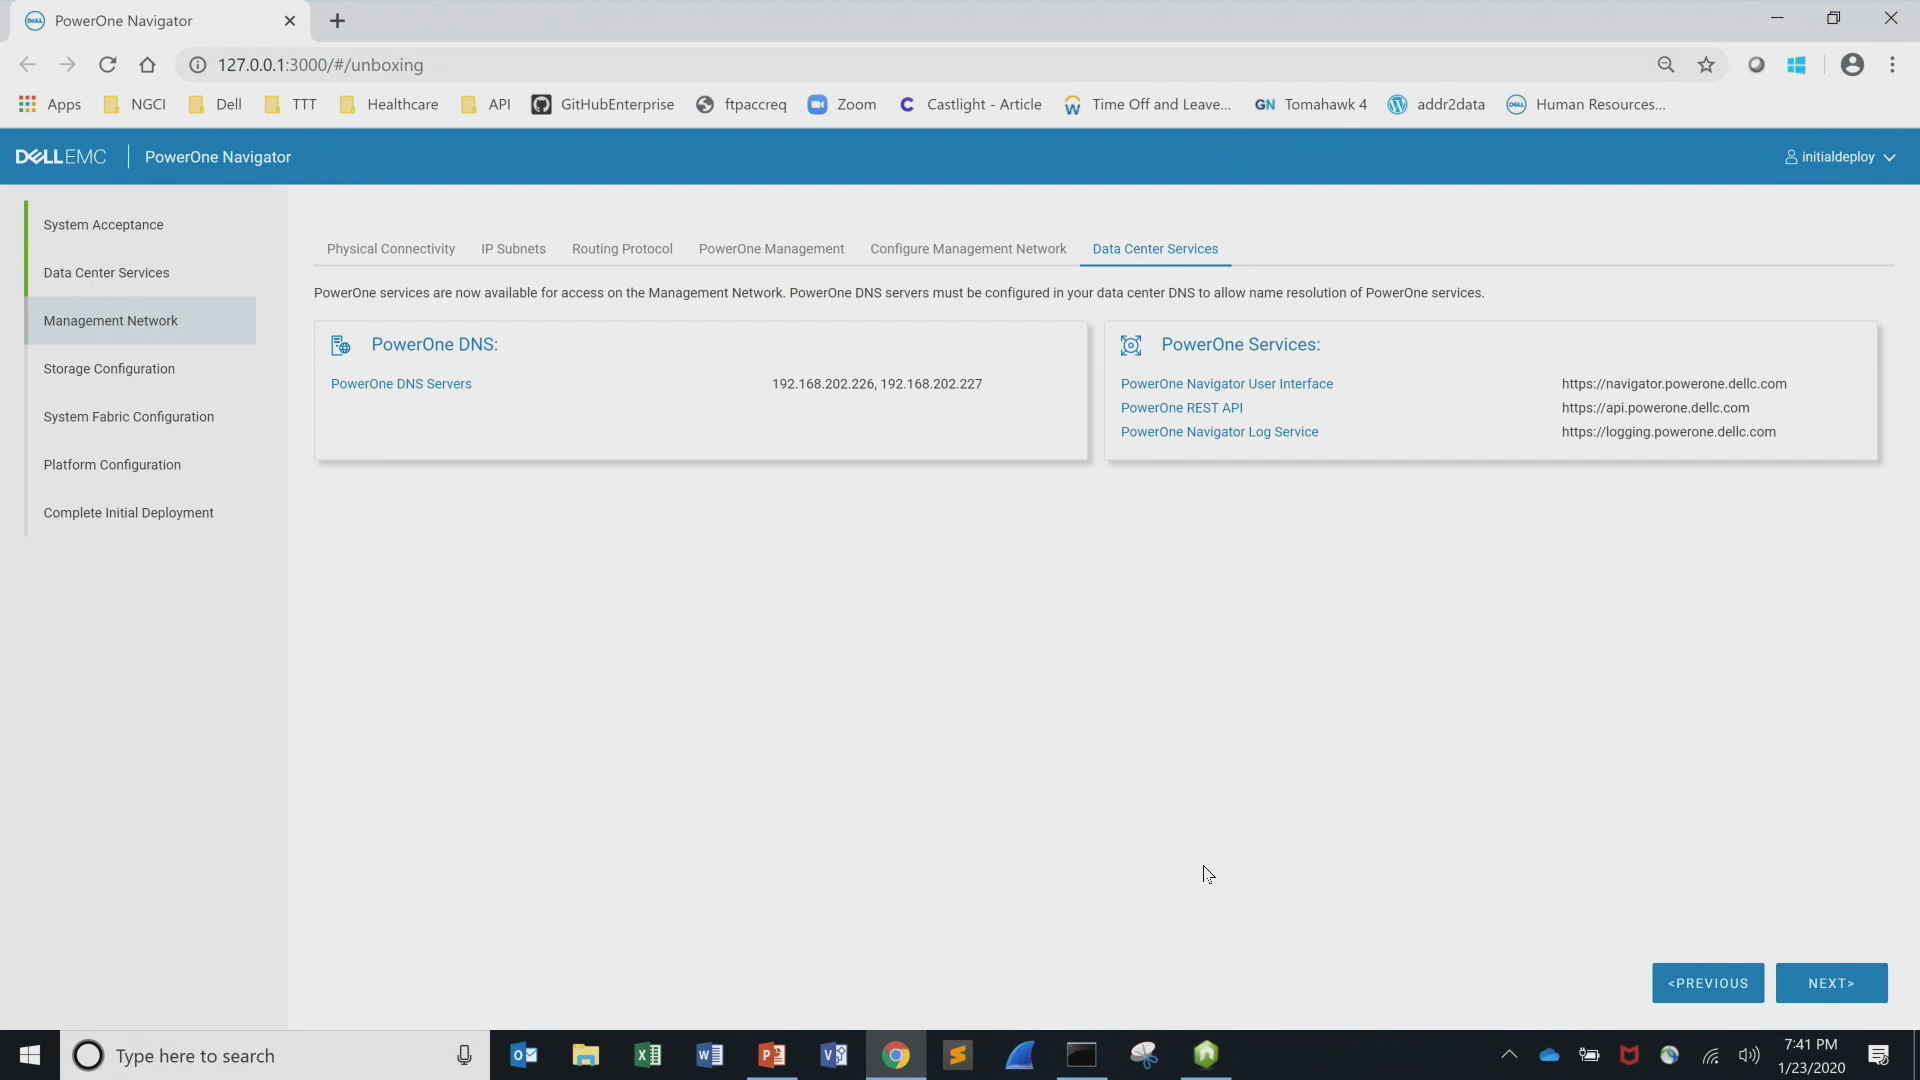 PowerOne Navigator
127.0.0.1:3000/#/unboxing
Apps NGCI Dell TTT Healthcare API GitHubEnterprise ftpaccreq Zoom Castlight - Article Time Off and Leave... GN Tomahawk 4 addr2data Human Resources...
DELLEMC PowerOne Navigator initialdeploy
System Acceptance
Data Center Services
Management Network
Storage Configuration
System Fabric Configuration
Platform Configuration
Complete Initial Deployment
Physical Connectivity IP Subnets Routing Protocol PowerOne Management Configure Management Network Data Center Services
PowerOne services are now available for access on the Management Network. PowerOne DNS servers must be configured in your data center DNS to allow name resolution of PowerOne services.
PowerOne DNS:
PowerOne DNS Servers 192.168.202.226, 192.168.202.227
PowerOne Services:
PowerOne Navigator User Interface https://navigator.powerone.dellc.com
PowerOne REST API https://api.powerone.dellc.com
PowerOne Navigator Log Service https://logging.powerone.dellc.com
<PREVIOUS NEXT>
Type here to search
7:41 PM
1/23/2020